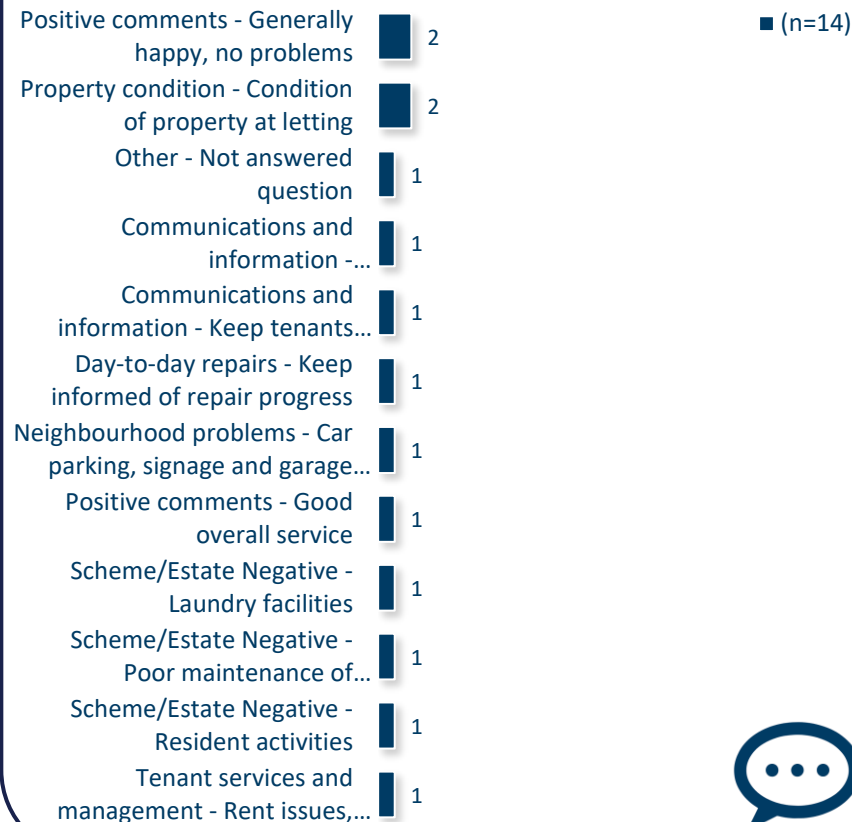 Positive comments - Generally
happy, no problems
2
(n=14)
Property condition - Condition
of property at letting
2
Other - Not answered
question
1
Communications and
information -...
1
Communications and
information - Keep tenants...
1
Day-to-day repairs - Keep
informed of repair progress
1
Neighbourhood problems - Car
parking, signage and garage...
1
Positive comments - Good
overall service
1
Scheme/Estate Negative -
Laundry facilities
1
Scheme/Estate Negative -
Poor maintenance of...
1
Scheme/Estate Negative -
Resident activities
1
Tenant services and
management - Rent issues,...
1